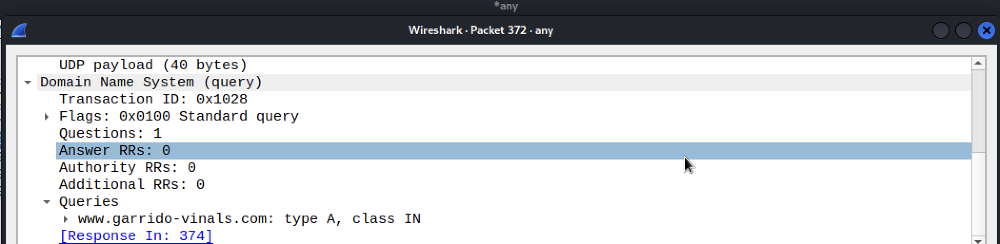 *any
Wireshark · Packet 372 · any
UDP payload (40 bytes)
Domain Name System (query)
Transaction ID: 0x1028
Flags: 0x0100 Standard query
Questions: 1
Answer RRs: 0
Authority RRs: 0
Additional RRs: 0
Queries
www.garrido-vinals.com: type A, class IN
[Response In: 374]